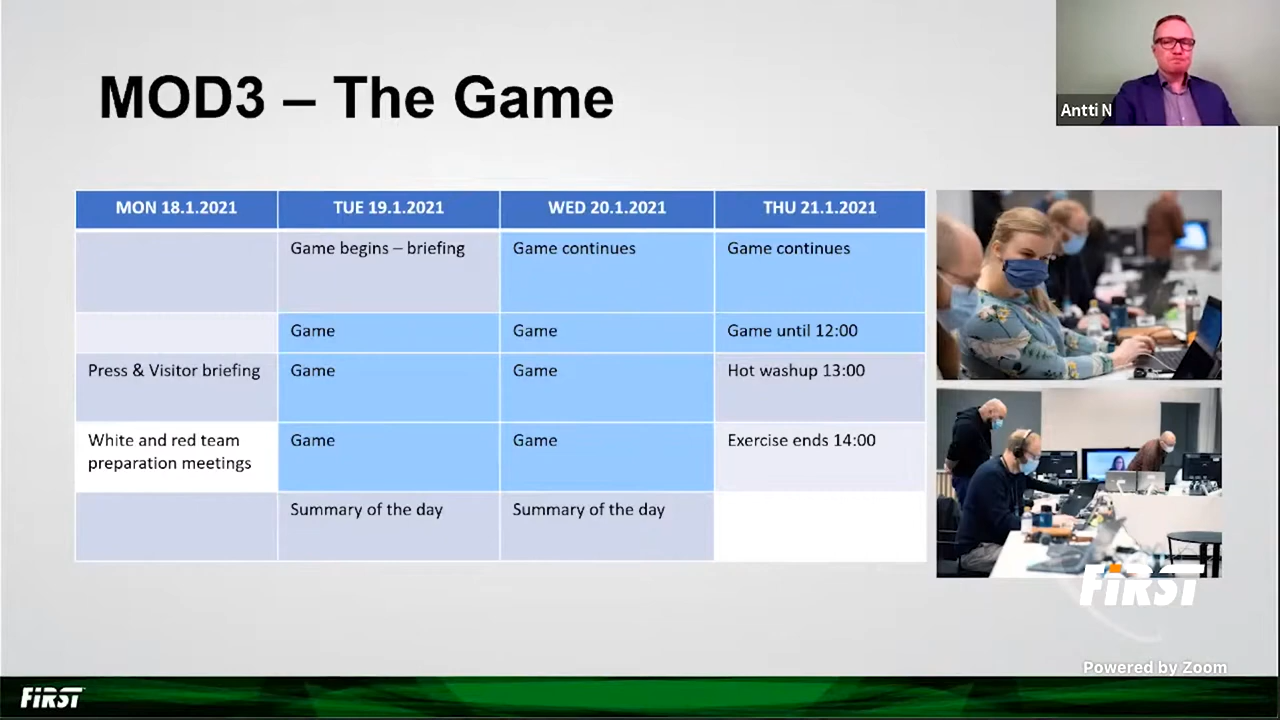 Antti N
MOD3 – The Game
MON 18.1.2021
TUE 19.1.2021
WED 20.1.2021
THU 21.1.2021
Game begins – briefing
Game continues
Game continues
Game
Game
Game until 12:00
Press & Visitor briefing
Game
Game
Hot washup 13:00
White and red team
preparation meetings
Game
Game
Exercise ends 14:00
Summary of the day
Summary of the day
FiRST
Powered by Zoom
FiRST